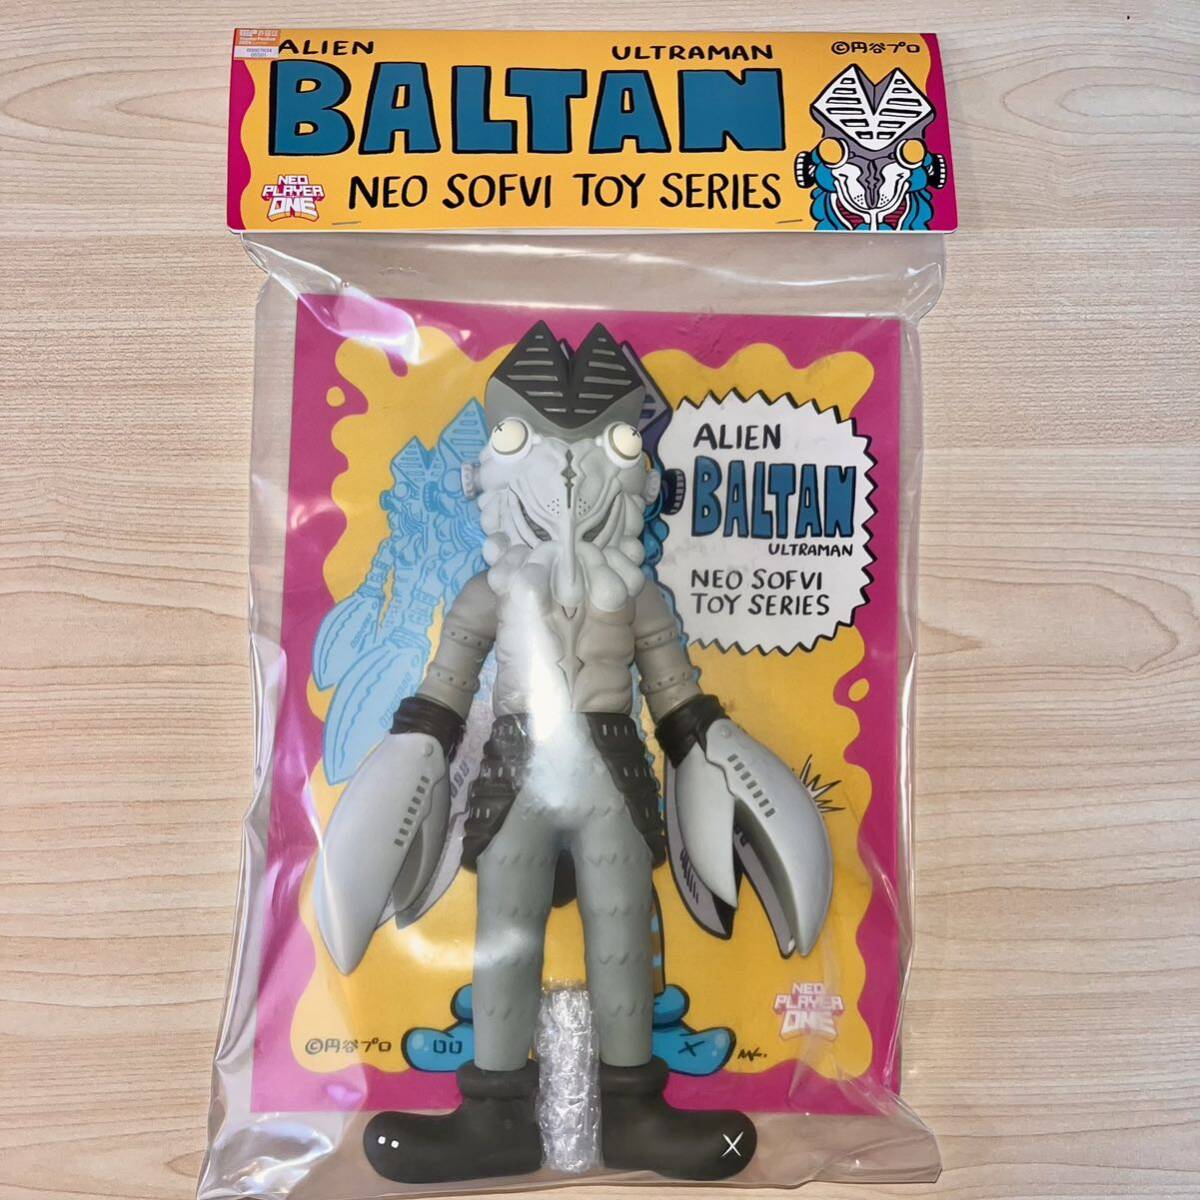 ALIEN
ULTRAMAN
©円谷プロ
BALTAN
NEO
PLAYER
ONE
NEO SOFVI TOY SERIES
ALIEN
BALTAN
ULTRAMAN
NEO SOFVI
TOY SERIES
NEO
PLAYER
ONE
©円谷プロ
X